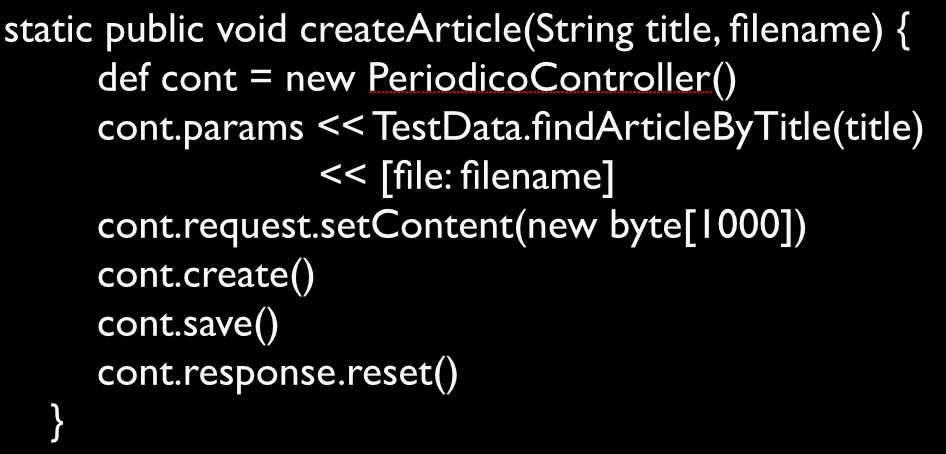 static public void createArticle(String title, filename) {
def cont = new PeriodicoController()
cont.params << TestData.findArticleByTitle(title)
<< [file: filename]
cont.request.setContent(new byte[1000])
cont.create()
cont.save()
cont.response.reset()
}